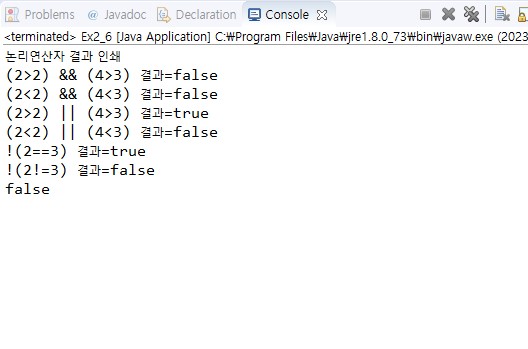 Problems @ Javadoc Declaration Console
<terminated> Ex2_6 [Java Application] C:₩Program Files₩Java₩jre1.8.0_73₩bin₩javaw.exe (2023
논리연산자 결과 인쇄
(2>2) && (4>3) 결과=false
(2<2) && (4<3) 결과=false
(2>2) || (4>3) 결과=true
(2<2) || (4<3) 결과=false
!(2==3) 결과=true
!(2!=3) 결과=false
false